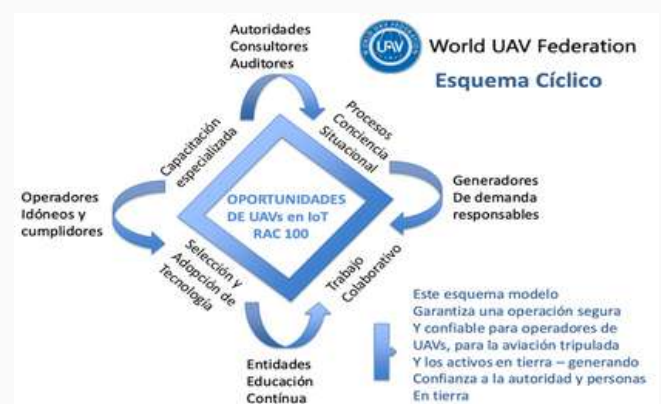 Autoridades
Consultores
Auditores
UAV
World UAV Federation
Esquema Cíclico
Capacitación
especializada
Procesos
Conciencia
Situacional
Operadores
Idóneos y
cumplidores
OPORTUNIDADES
DE UAVs en IoT
RAC 100
Generadores
De demanda
responsables
Selección y
Adopción de
Tecnología
Trabajo
Colaborativo
Entidades
Educación
Contínua
Este esquema modelo
Garantiza una operación segura
Y confiable para operadores de
UAVs, para la aviación tripulada
Y los activos en tierra – generando
Confianza a la autoridad y personas
En tierra